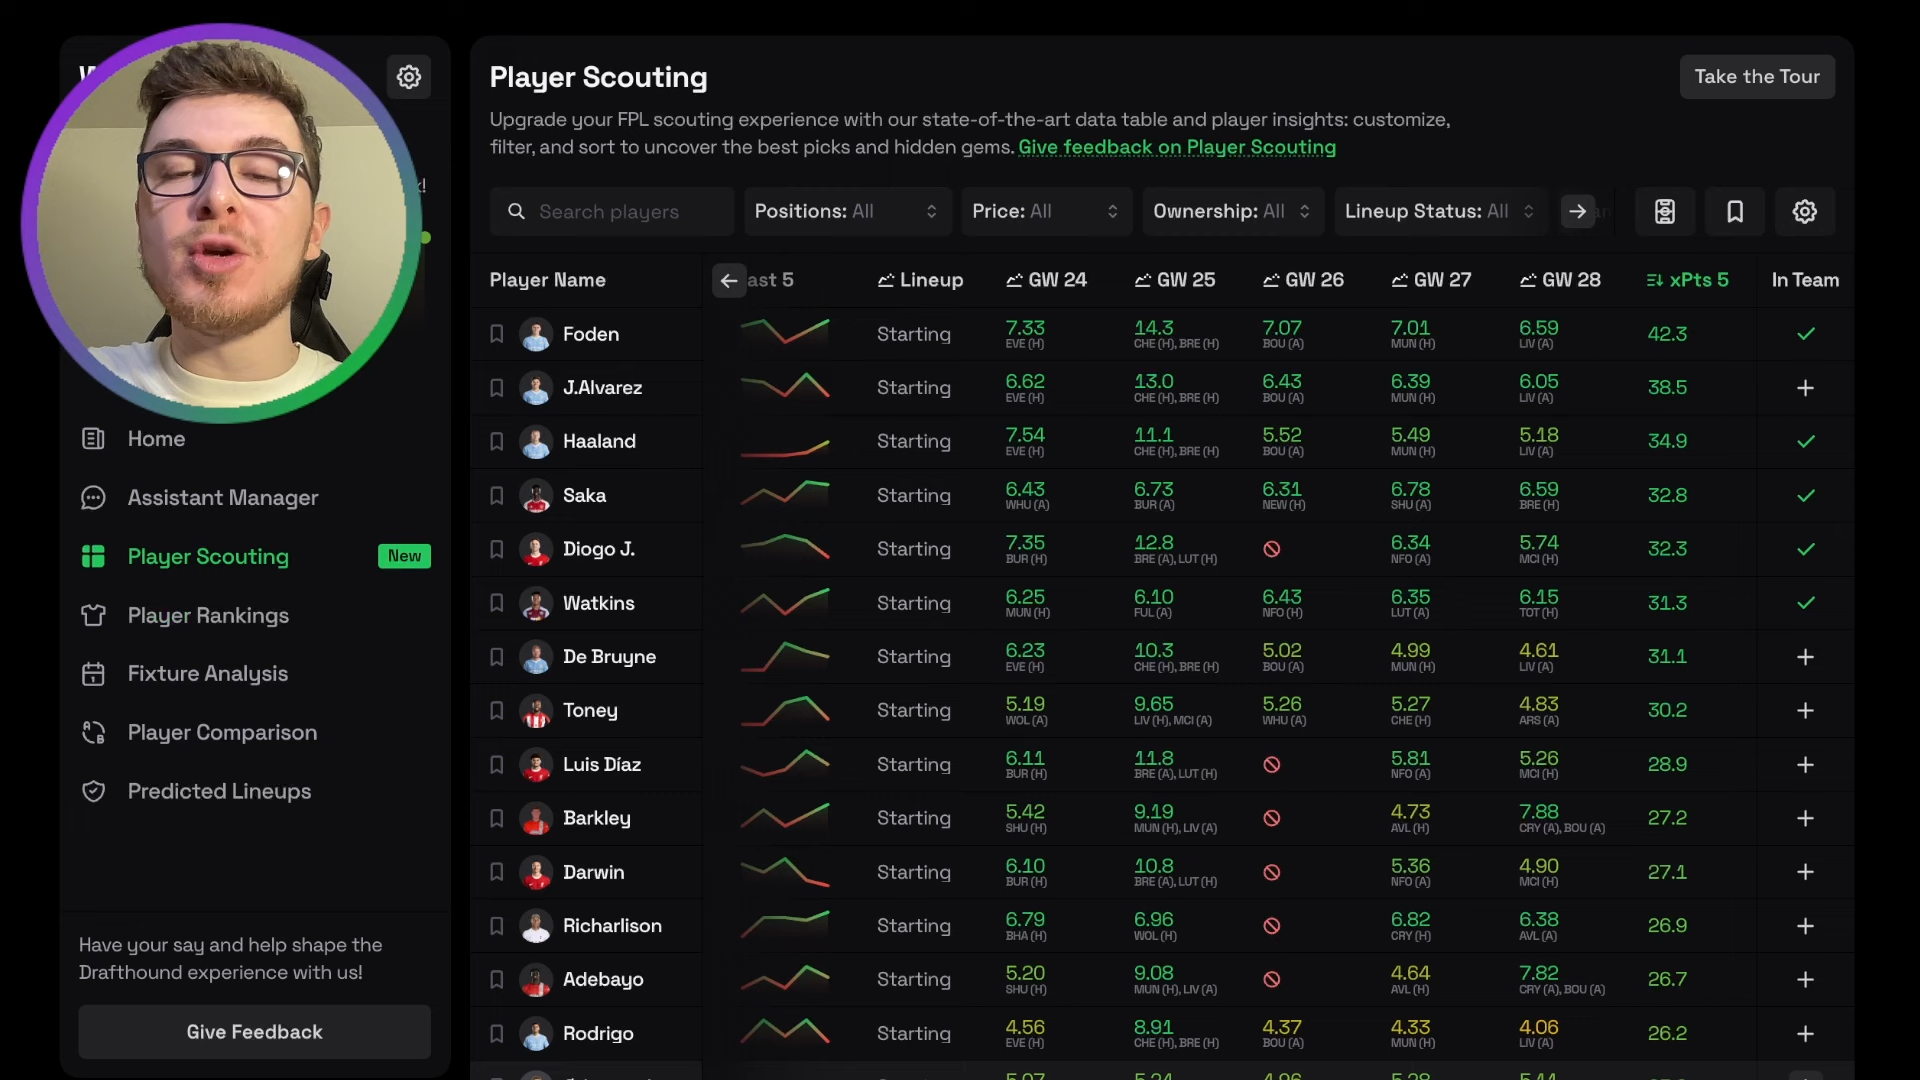 Player Scouting
Take the Tour
Upgrade your FPL scouting experience with our state-of-the-art data table and player insights: customize,
filter, and sort to uncover the best picks and hidden gems. Give feedback on Player Scouting
Search players
Positions: All
Price: All
Ownership: All
Lineup Status: All
Player Name
ast 5
Lineup
GW 24
GW 25
GW 26
GW 27
GW 28
xPts 5
In Team
Foden Starting 7.33 14.3 7.07 7.01 6.59 42.3
EVE (H) CHE (H), BRE (H) BOU (A) MUN (H) LIV (A)
J.Alvarez Starting 6.62 13.0 6.43 6.39 6.05 38.5
EVE (H) CHE (H), BRE (H) BOU (A) MUN (H) LIV (A)
Haaland Starting 7.54 11.1 5.52 5.49 5.18 34.9
EVE (H) CHE (H), BRE (H) BOU (A) MUN (H) LIV (A)
Saka Starting 6.43 6.73 6.31 6.78 6.59 32.8
WHU (A) BUR (A) NEW (H) SHU (A) BRE (H)
Diogo J. Starting 7.35 12.8 6.34 5.74 32.3
BUR (H) BRE (A), LUT (H) NFO (A) MCI (H)
Watkins Starting 6.25 6.10 6.43 6.35 6.15 31.3
MUN (H) FUL (A) NFO (H) LUT (A) TOT (H)
De Bruyne Starting 6.23 10.3 5.02 4.99 4.61 31.1
EVE (H) CHE (H), BRE (H) BOU (A) MUN (H) LIV (A)
Toney Starting 5.19 9.65 5.26 5.27 4.83 30.2
WOL (A) LIV (H), MCI (A) WHU (A) CHE (H) ARS (A)
Luis Díaz Starting 6.11 11.8 5.81 5.26 28.9
BUR (H) BRE (A), LUT (H) NFO (A) MCI (H)
Barkley Starting 5.42 9.19 4.73 7.88 27.2
SHU (H) MUN (H), LIV (A) AVL (H) CRY (A), BOU (A)
Darwin Starting 6.10 10.8 5.36 4.90 27.1
BUR (H) BRE (A), LUT (H) NFO (A) MCI (H)
Richarlison Starting 6.79 6.96 6.82 6.38 26.9
BHA (H) WOL (H) CRY (H) AVL (A)
Adebayo Starting 5.20 9.08 4.64 7.82 26.7
SHU (H) MUN (H), LIV (A) AVL (H) CRY (A), BOU (A)
Rodrigo Starting 4.56 8.91 4.37 4.33 4.06 26.2
EVE (H) CHE (H), BRE (H) BOU (A) MUN (H) LIV (A)
Home
Assistant Manager
Player Scouting New
Player Rankings
Fixture Analysis
Player Comparison
Predicted Lineups
Have your say and help shape the
Drafthound experience with us!
Give Feedback